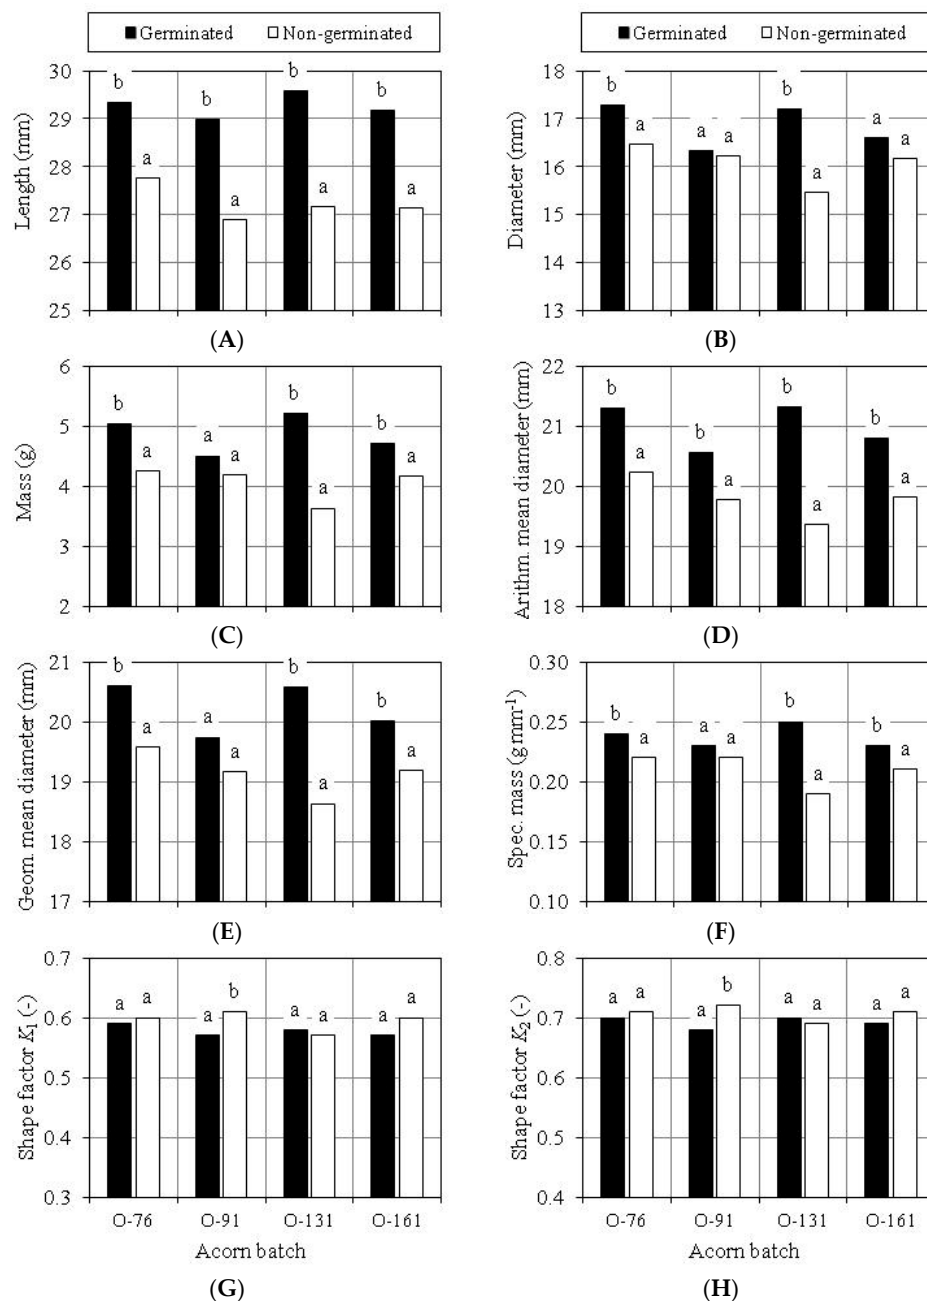 Germinated Non-germinated
Germinated Non-germinated
30
29
28
27
26
25
Length (mm)
b a b a b a b a
(A)
18
17
16
15
14
13
Diameter (mm)
b a a a b a a a
(B)
6
5
4
3
2
Mass (g)
b a a a b a b a
(C)
22
21
20
19
18
Arithm. mean diameter (mm)
b a b a b a b a
(D)
21
20
19
18
17
Geom. mean diameter (mm)
b a a a b a b a
(E)
0.30
0.25
0.20
0.15
0.10
Spec. mass (g mm⁻¹)
b a a a b a b a
(F)
0.7
0.6
0.5
0.4
0.3
Shape factor K₁ (-)
a a a b a a a a
O-76 O-91 O-131 O-161
Acorn batch
(G)
0.8
0.7
0.6
0.5
0.4
Shape factor K₂ (-)
a a a b a a a a
O-76 O-91 O-131 O-161
Acorn batch
(H)